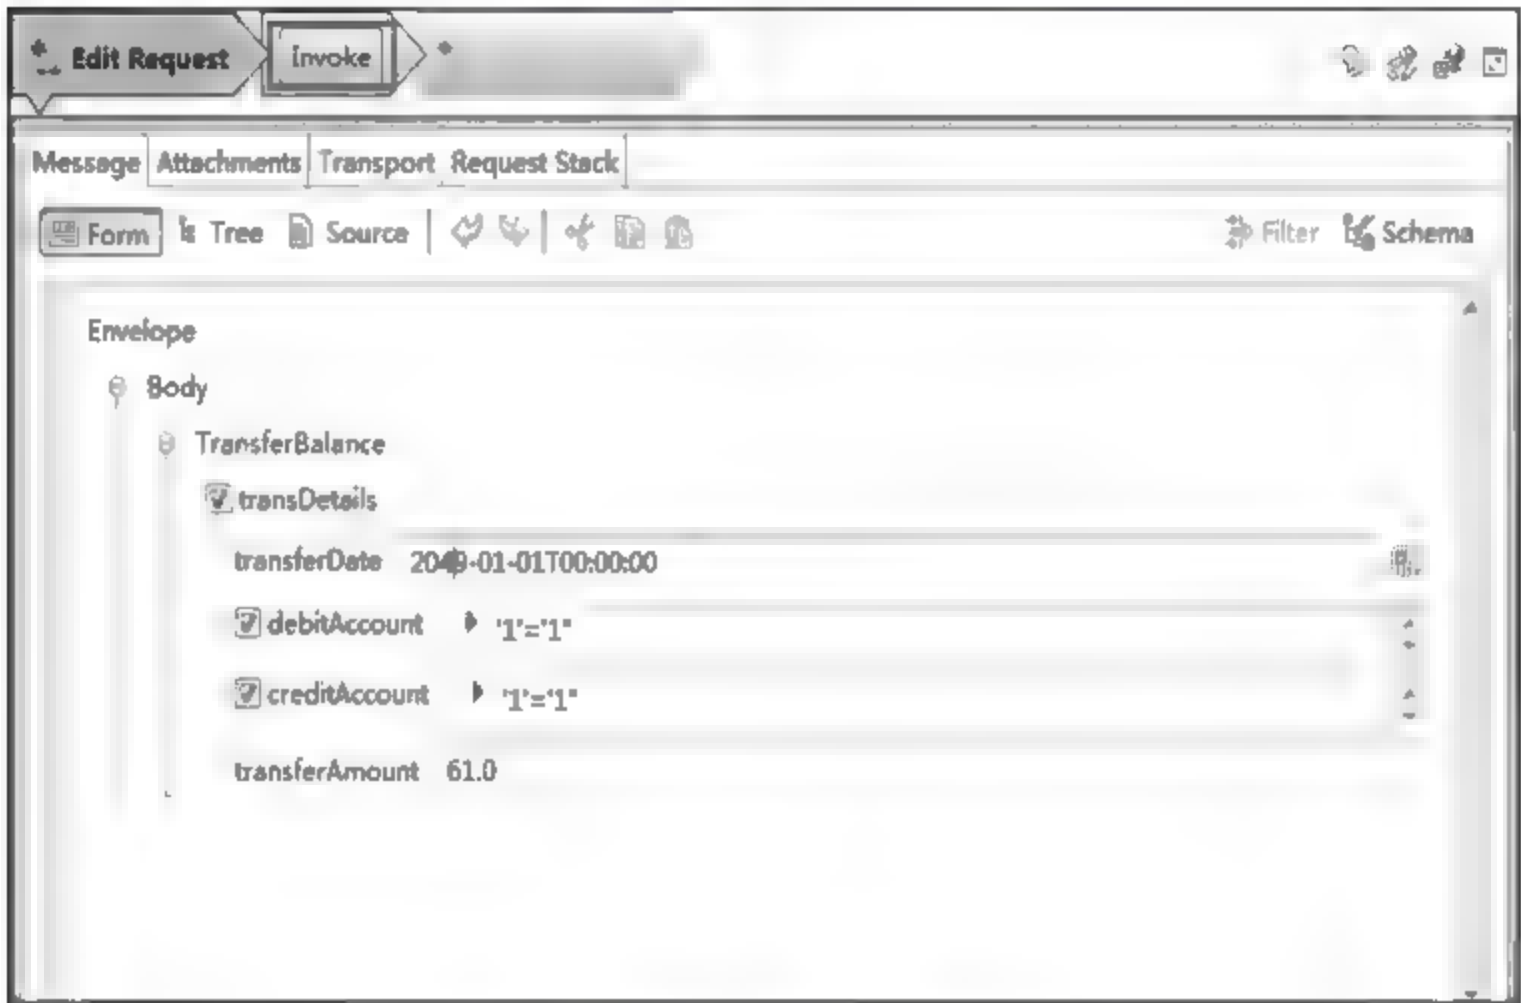 Edit Request Invoke
Message Attachments Transport Request Stack
Form Tree Source Filter Schema
Envelope
Body
TransferBalance
transDetails
transferDate 2049-01-01T00:00:00
debitAccount '1'='1"
creditAccount '1'='1"
transferAmount 61.0